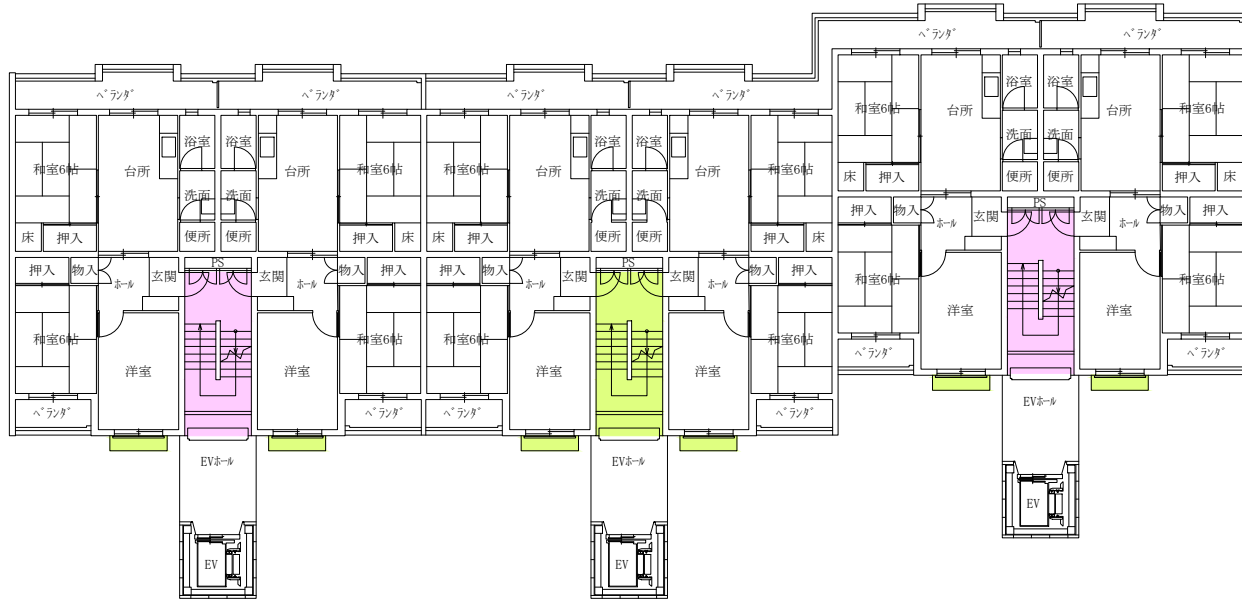 ベランダ ベランダ
ベランダ ベランダ ベランダ ベランダ
和室6帖 台所 浴室 浴室 台所 和室6帖
洗面 洗面
床 押入 便所 便所 押入 床
和室6帖 台所 浴室 浴室 台所 和室6帖 和室6帖 台所 浴室 浴室 台所 和室6帖
洗面 洗面 洗面 洗面
床 押入 便所 便所 押入 床 床 押入 便所 便所 押入 床
押入 物入 ホール 玄関 PS 玄関 ホール 物入 押入
押入 物入 ホール 玄関 PS 玄関 ホール 物入 押入 押入 物入 ホール 玄関 PS 玄関 ホール 物入 押入
和室6帖 洋室 洋室 和室6帖
和室6帖 洋室 洋室 和室6帖 和室6帖 洋室 洋室 和室6帖
ベランダ ベランダ
ベランダ ベランダ ベランダ ベランダ
EVホール
EVホール EVホール
EV
EV EV